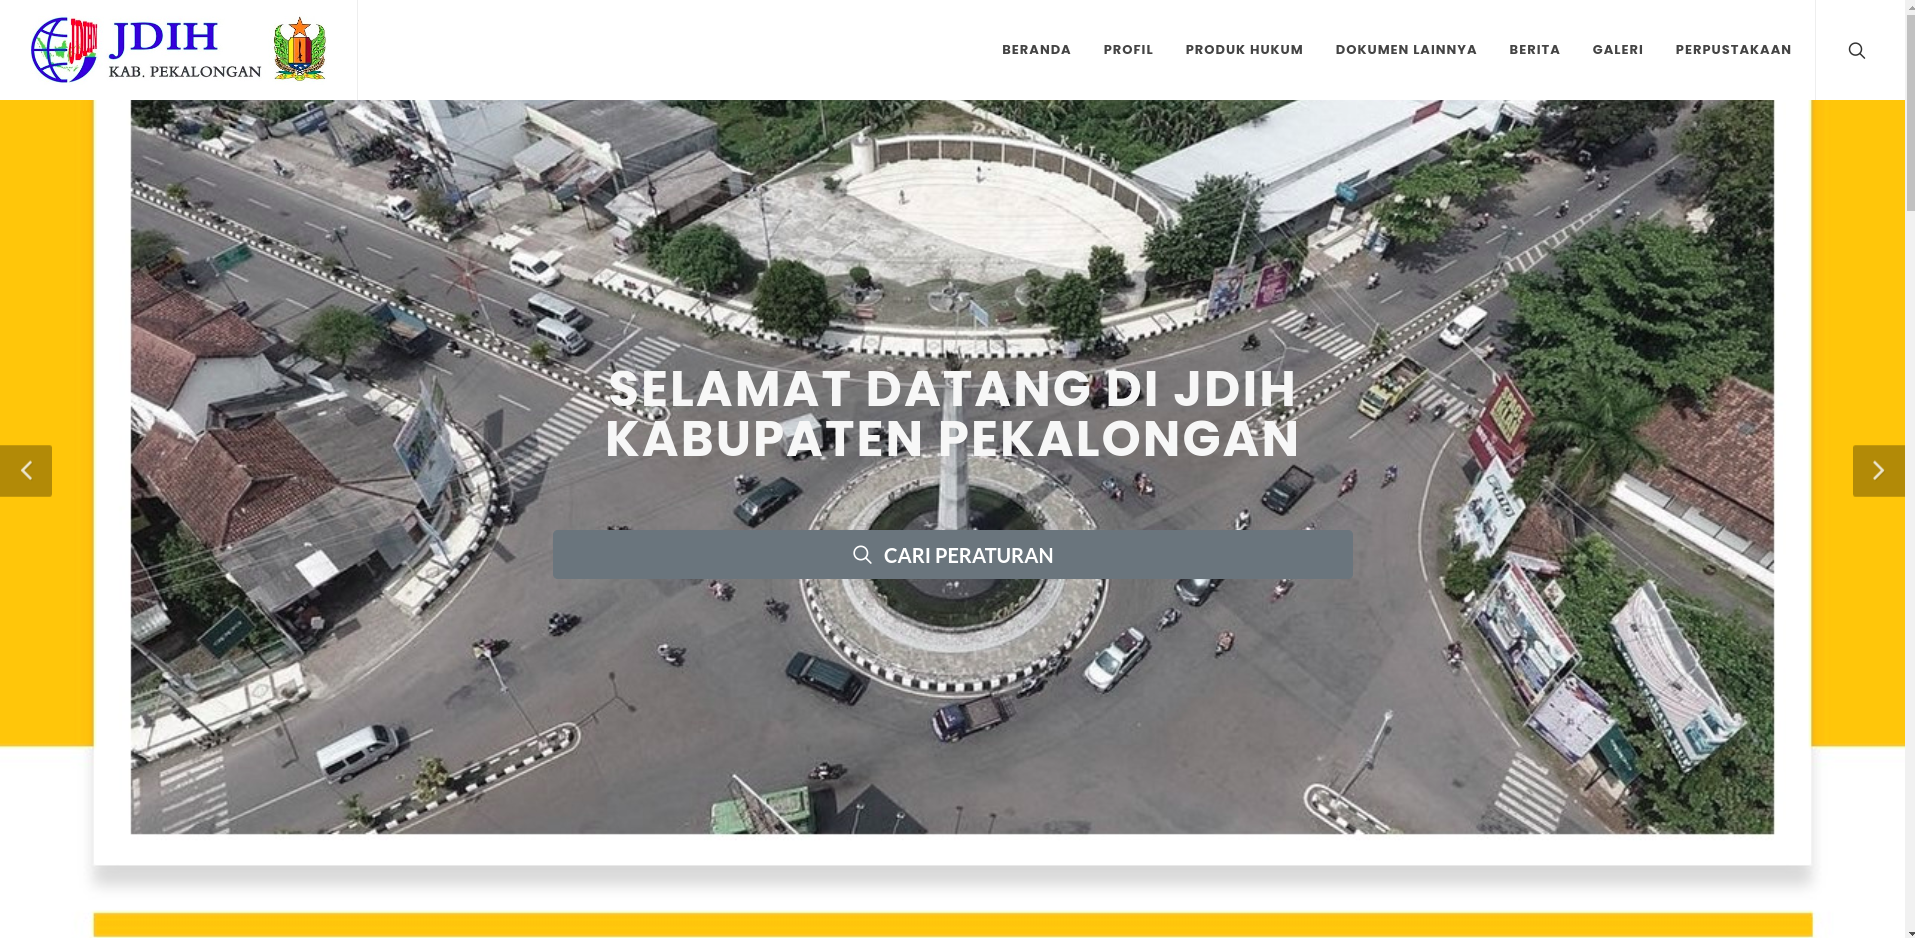 JDIH
JDIH
KAB. PEKALONGAN
BERANDA
PROFIL
PRODUK HUKUM
DOKUMEN LAINNYA
BERITA
GALERI
PERPUSTAKAAN
SELAMAT DATANG DI JDIH
KABUPATEN PEKALONGAN
CARI PERATURAN